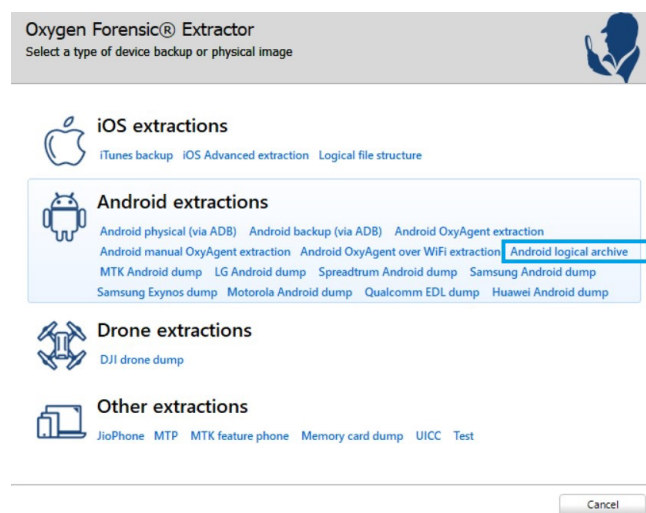 Oxygen Forensic® Extractor
Select a type of device backup or physical image
iOS extractions
iTunes backup iOS Advanced extraction Logical file structure
Android extractions
Android physical (via ADB) Android backup (via ADB) Android OxyAgent extraction
Android manual OxyAgent extraction Android OxyAgent over WiFi extraction Android logical archive
MTK Android dump LG Android dump Spreadtrum Android dump Samsung Android dump
Samsung Exynos dump Motorola Android dump Qualcomm EDL dump Huawei Android dump
Drone extractions
DJI drone dump
Other extractions
JioPhone MTP MTK feature phone Memory card dump UICC Test
Cancel